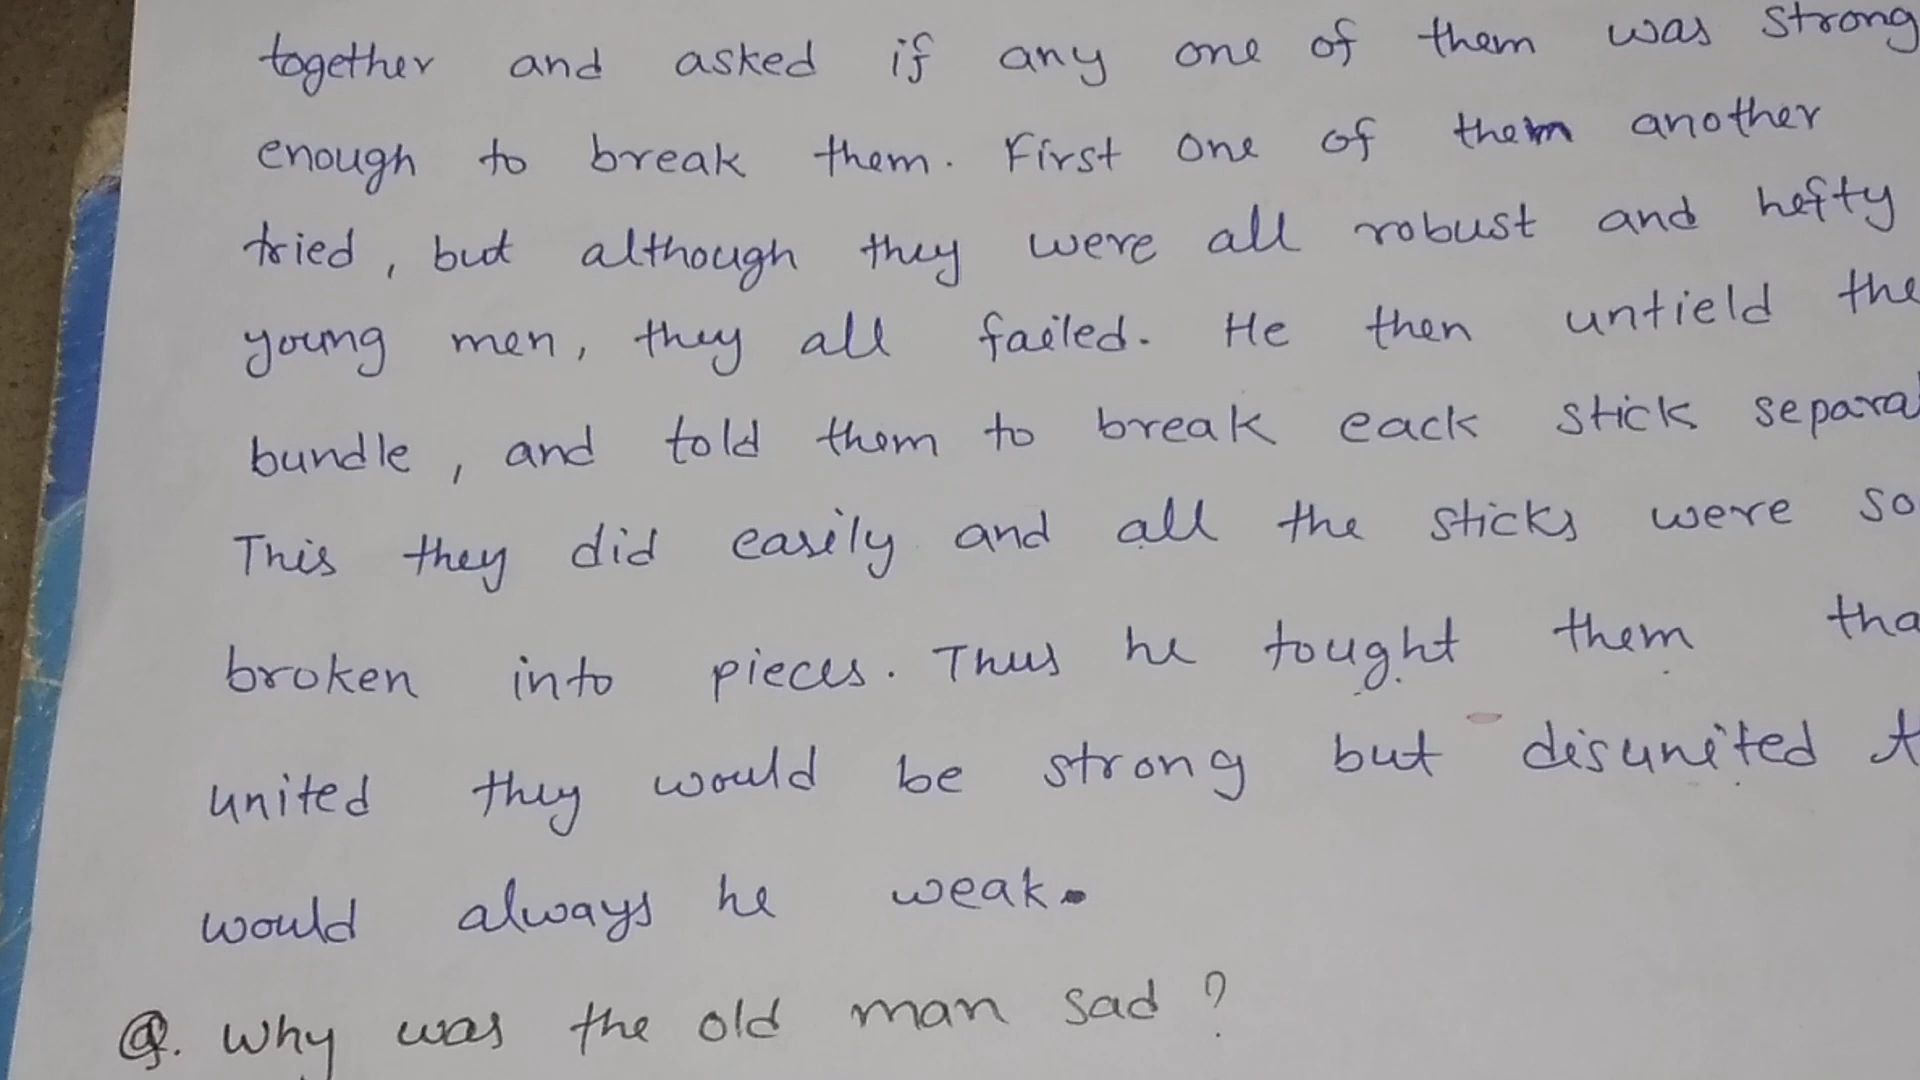 together and asked if any one of them was strong
enough to break them. First one of them another
tried, but although they were all robust and hefty
young men, they all failed. He then untield the
bundle, and told them to break eack stick separat
This they did easily and all the sticks were so
broken into pieces. Thus he tought them tha
united they would be strong but disunited t
would always he weak.
Q. Why was the old man sad?